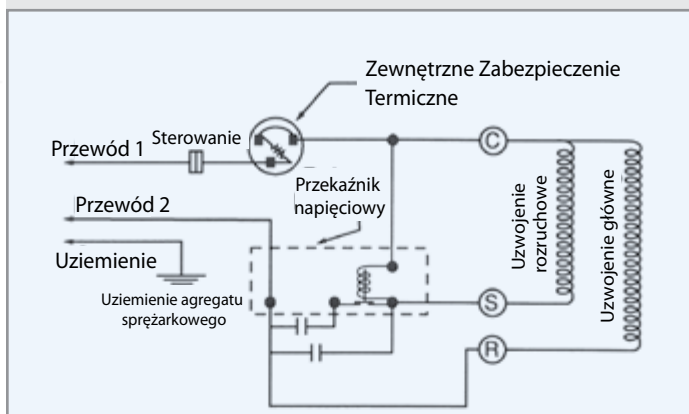 Zewnętrzne Zabezpieczenie
Termiczne
Sterowanie
Przewód 1
C
Przekaźnik
napięciowy
Przewód 2
Uzwojenie
rozruchowe
Uzwojenie główne
Uziemienie
Uziemienie agregatu
sprężarkowego
S
R